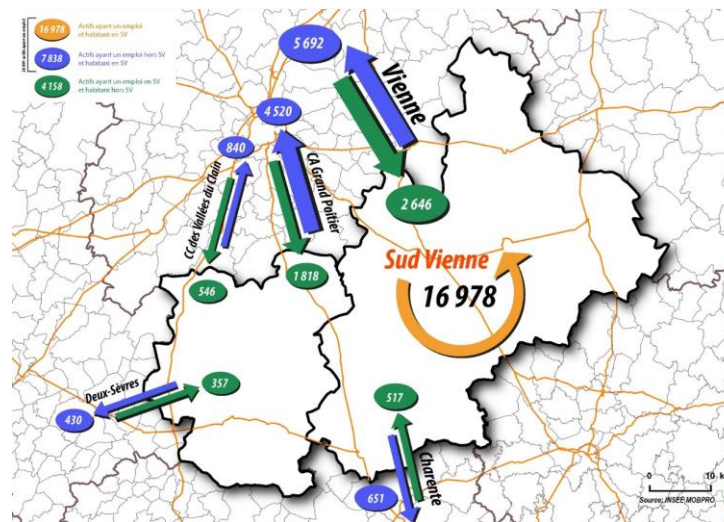 16 978
Actifs ayant un emploi
et habitant en SV
7 838
Actifs ayant un emploi hors SV
et habitant en SV
4 158
Actifs ayant un emploi en SV
et habitant hors SV
5 692
Vienne
4 520
840
CA Grand Poitier
CC des Vallées du Clain
2 646
Sud Vienne
16 978
546
1 818
Deux-Sèvres
357
430
517
Charente
651
0 10 k
Source: INSEE MOBPRO